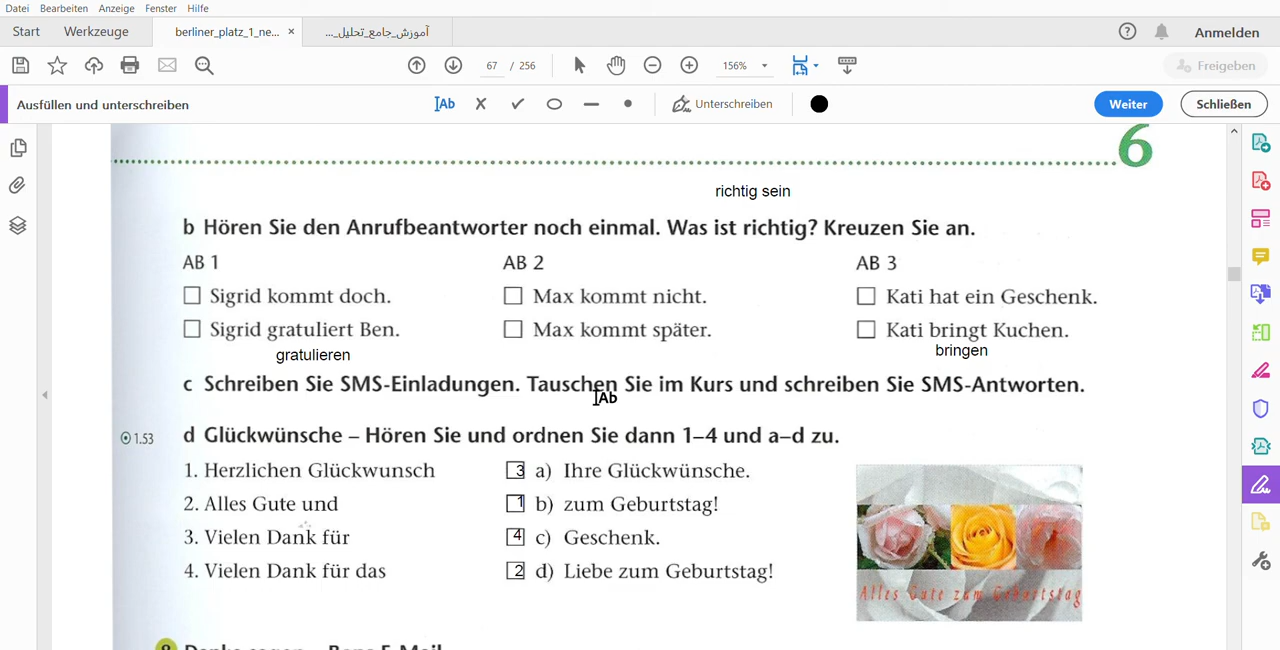 Datei Bearbeiten Anzeige Fenster Hilfe
Start Werkzeuge berliner_platz_1_ne... × آموزش_جامع_تحلیل_... Anmelden
67 / 256 156% Freigeben
Ausfüllen und unterschreiben Ab Unterschreiben Weiter Schließen
6
richtig sein
b Hören Sie den Anrufbeantworter noch einmal. Was ist richtig? Kreuzen Sie an.
AB 1 AB 2 AB 3
Sigrid kommt doch. Max kommt nicht. Kati hat ein Geschenk.
Sigrid gratuliert Ben. Max kommt später. Kati bringt Kuchen.
gratulieren bringen
c Schreiben Sie SMS-Einladungen. Tauschen Sie im Kurs und schreiben Sie SMS-Antworten.
Ab
1.53 d Glückwünsche – Hören Sie und ordnen Sie dann 1–4 und a–d zu.
1. Herzlichen Glückwunsch 3 a) Ihre Glückwünsche.
2. Alles Gute und 1 b) zum Geburtstag!
3. Vielen Dank für 4 c) Geschenk.
4. Vielen Dank für das 2 d) Liebe zum Geburtstag!
Alles Gute zum Geburtstag